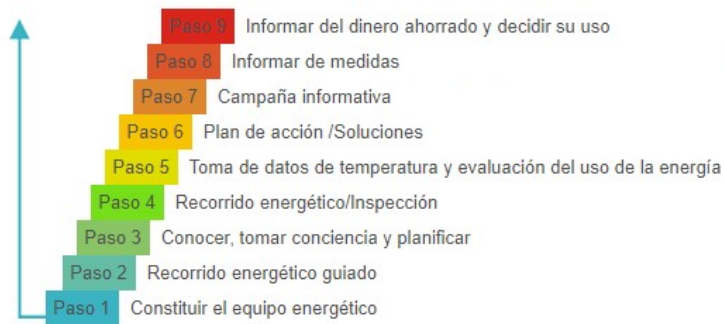 Paso 9 Informar del dinero ahorrado y decidir su uso
Paso 8 Informar de medidas
Paso 7 Campaña informativa
Paso 6 Plan de acción /Soluciones
Paso 5 Toma de datos de temperatura y evaluación del uso de la energía
Paso 4 Recorrido energético/Inspección
Paso 3 Conocer, tomar conciencia y planificar
Paso 2 Recorrido energético guiado
Paso 1 Constituir el equipo energético